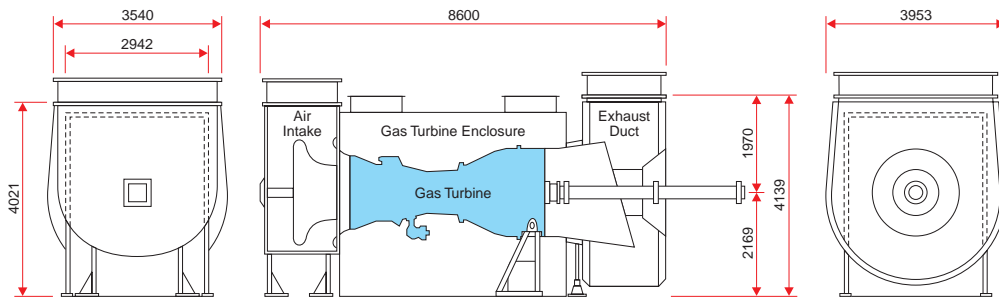 3540
2942
4021
8600
Air
Intake
Gas Turbine Enclosure
Exhaust
Duct
Gas Turbine
1970
2169
4139
3953